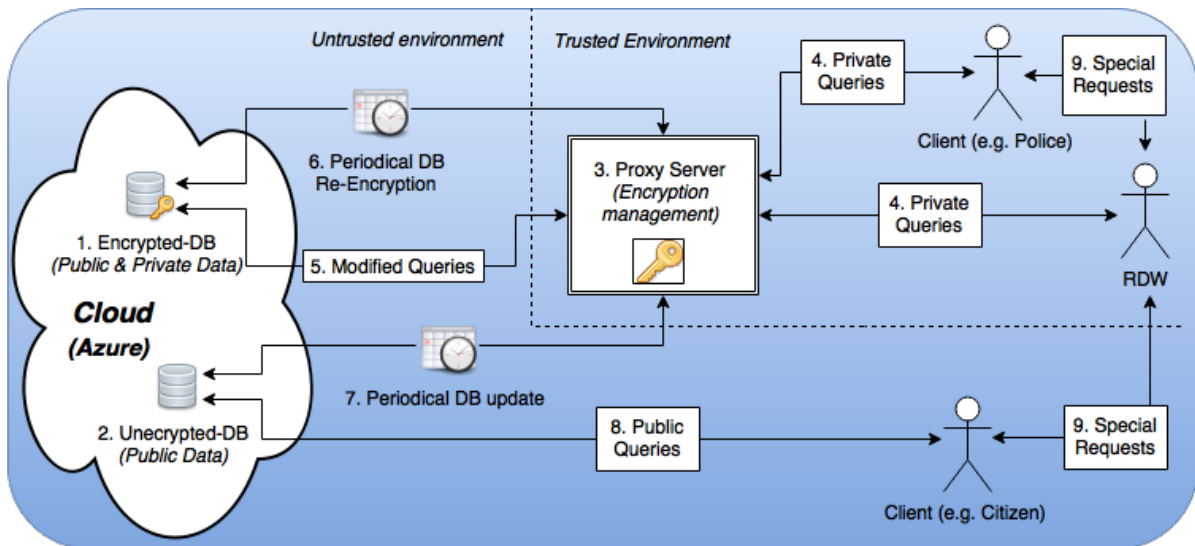 Untrusted environment
Trusted Environment
4. Private
Queries
9. Special
Requests
Client (e.g. Police)
6. Periodical DB
Re-Encryption
3. Proxy Server
(Encryption
management)
4. Private
Queries
1. Encrypted-DB
(Public & Private Data)
5. Modified Queries
RDW
Cloud
(Azure)
7. Periodical DB update
2. Unecrypted-DB
(Public Data)
8. Public
Queries
9. Special
Requests
Client (e.g. Citizen)